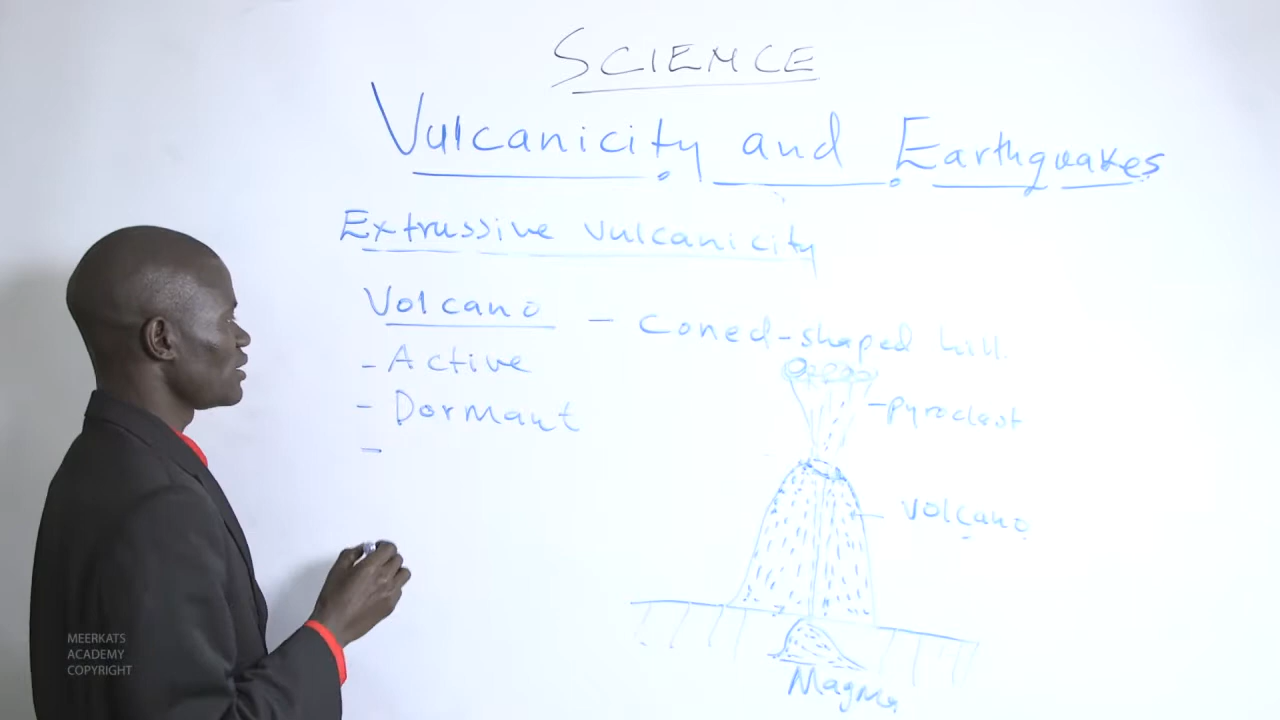 SCIENCE
Vulcanicity and Earthquakes
Extrussive vulcanicity
Volcano - Coned-shaped hill.
- Active
- Dormant
-
- pyroclast
volcano
Magma
MEERKATS
ACADEMY
COPYRIGHT